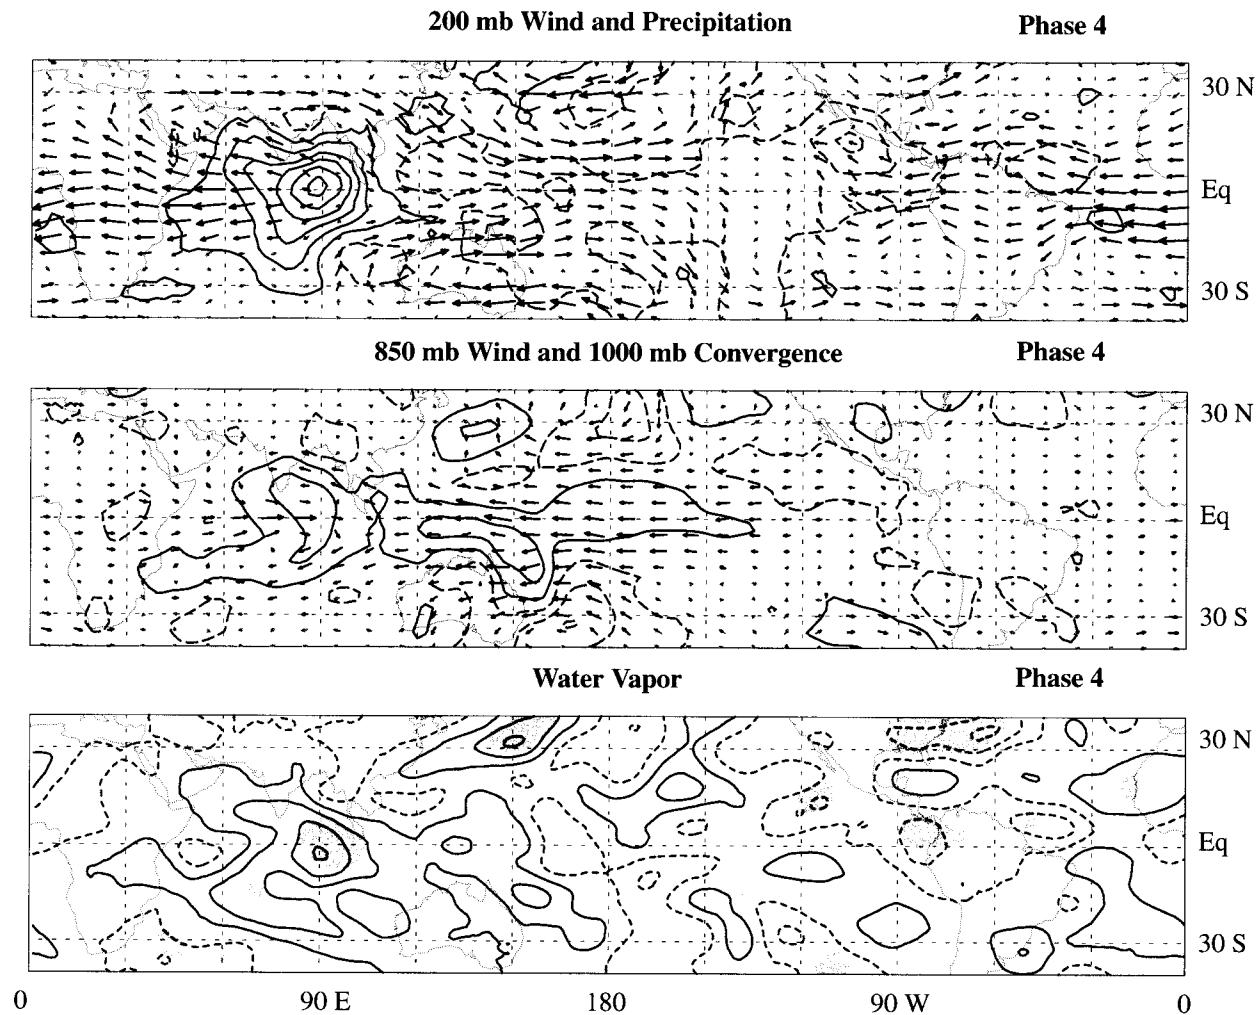 200 mb Wind and Precipitation Phase 4
30 N
Eq
30 S
850 mb Wind and 1000 mb Convergence Phase 4
30 N
Eq
30 S
Water Vapor Phase 4
30 N
Eq
30 S
0 90 E 180 90 W 0